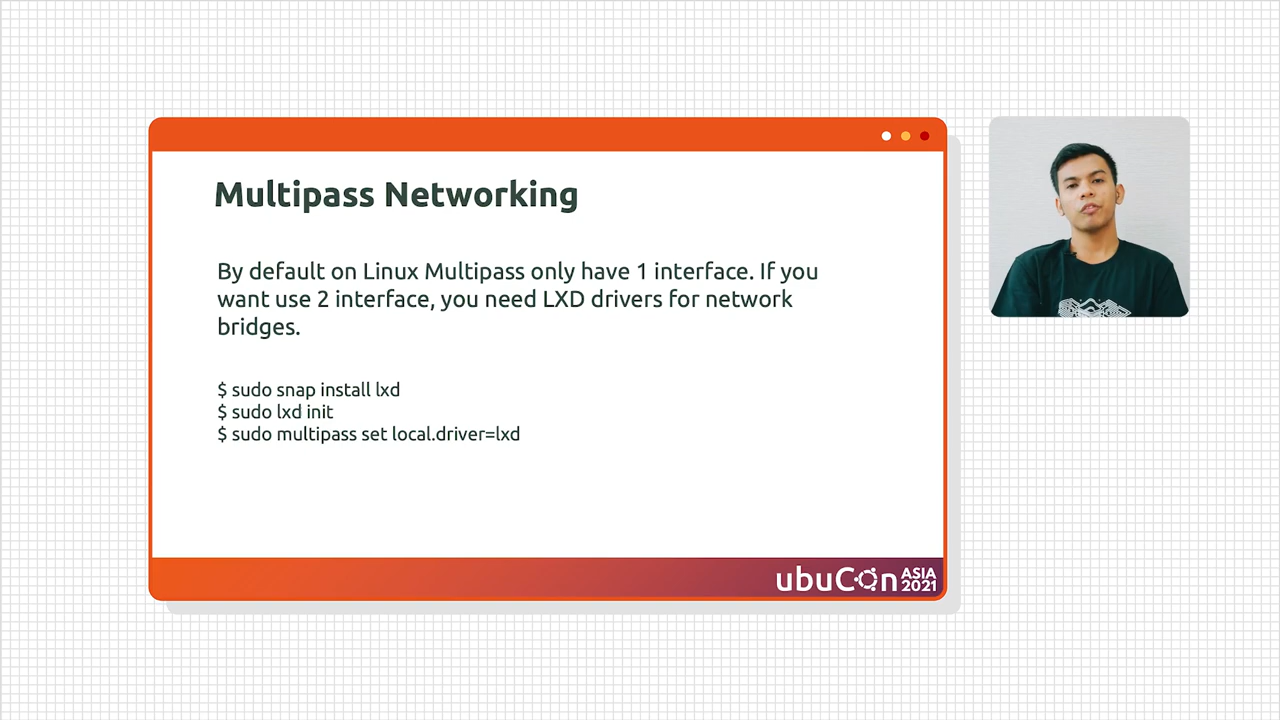 Multipass Networking
By default on Linux Multipass only have 1 interface. If you
want use 2 interface, you need LXD drivers for network
bridges.
$ sudo snap install lxd
$ sudo lxd init
$ sudo multipass set local.driver=lxd
ubuCon ASIA
2021